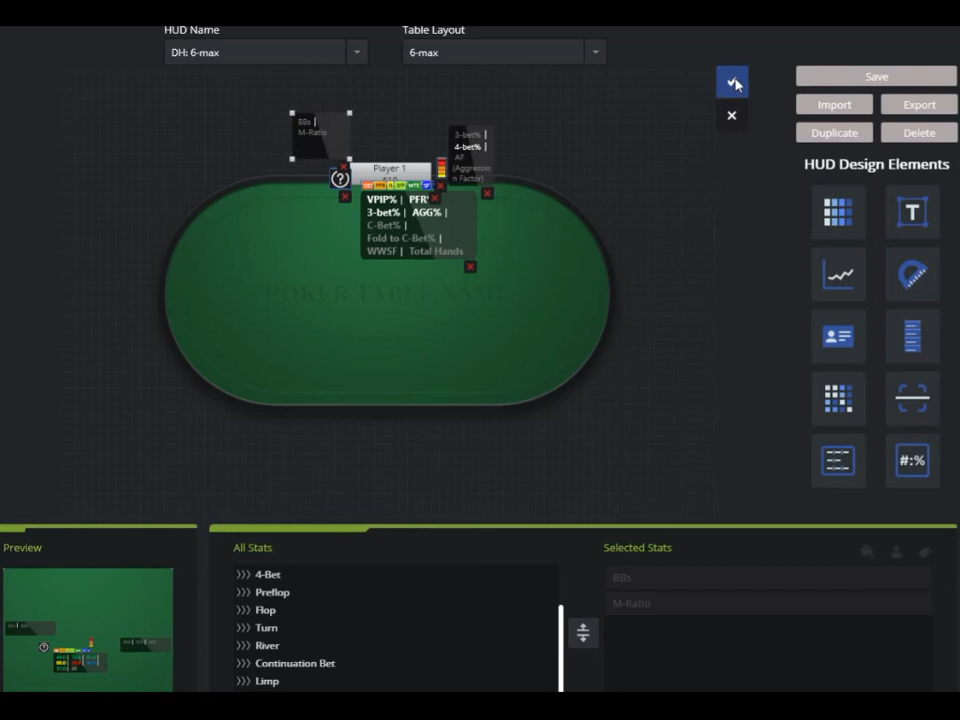 HUD Name
Table Layout
DH: 6-max
6-max
Save
Import
Export
Duplicate
Delete
HUD Design Elements
BBs |
M-Ratio
3-bet% |
4-bet% |
AF
(Aggressio
n Factor)
Player 1
VPIP% | PFR%
3-bet% | AGG% |
C-Bet% |
Fold to C-Bet% |
WWSF | Total Hands
POKER TABLE NAME
T
#:%
Preview
All Stats
Selected Stats
4-Bet
Preflop
Flop
Turn
River
Continuation Bet
Limp
BBs
M-Ratio